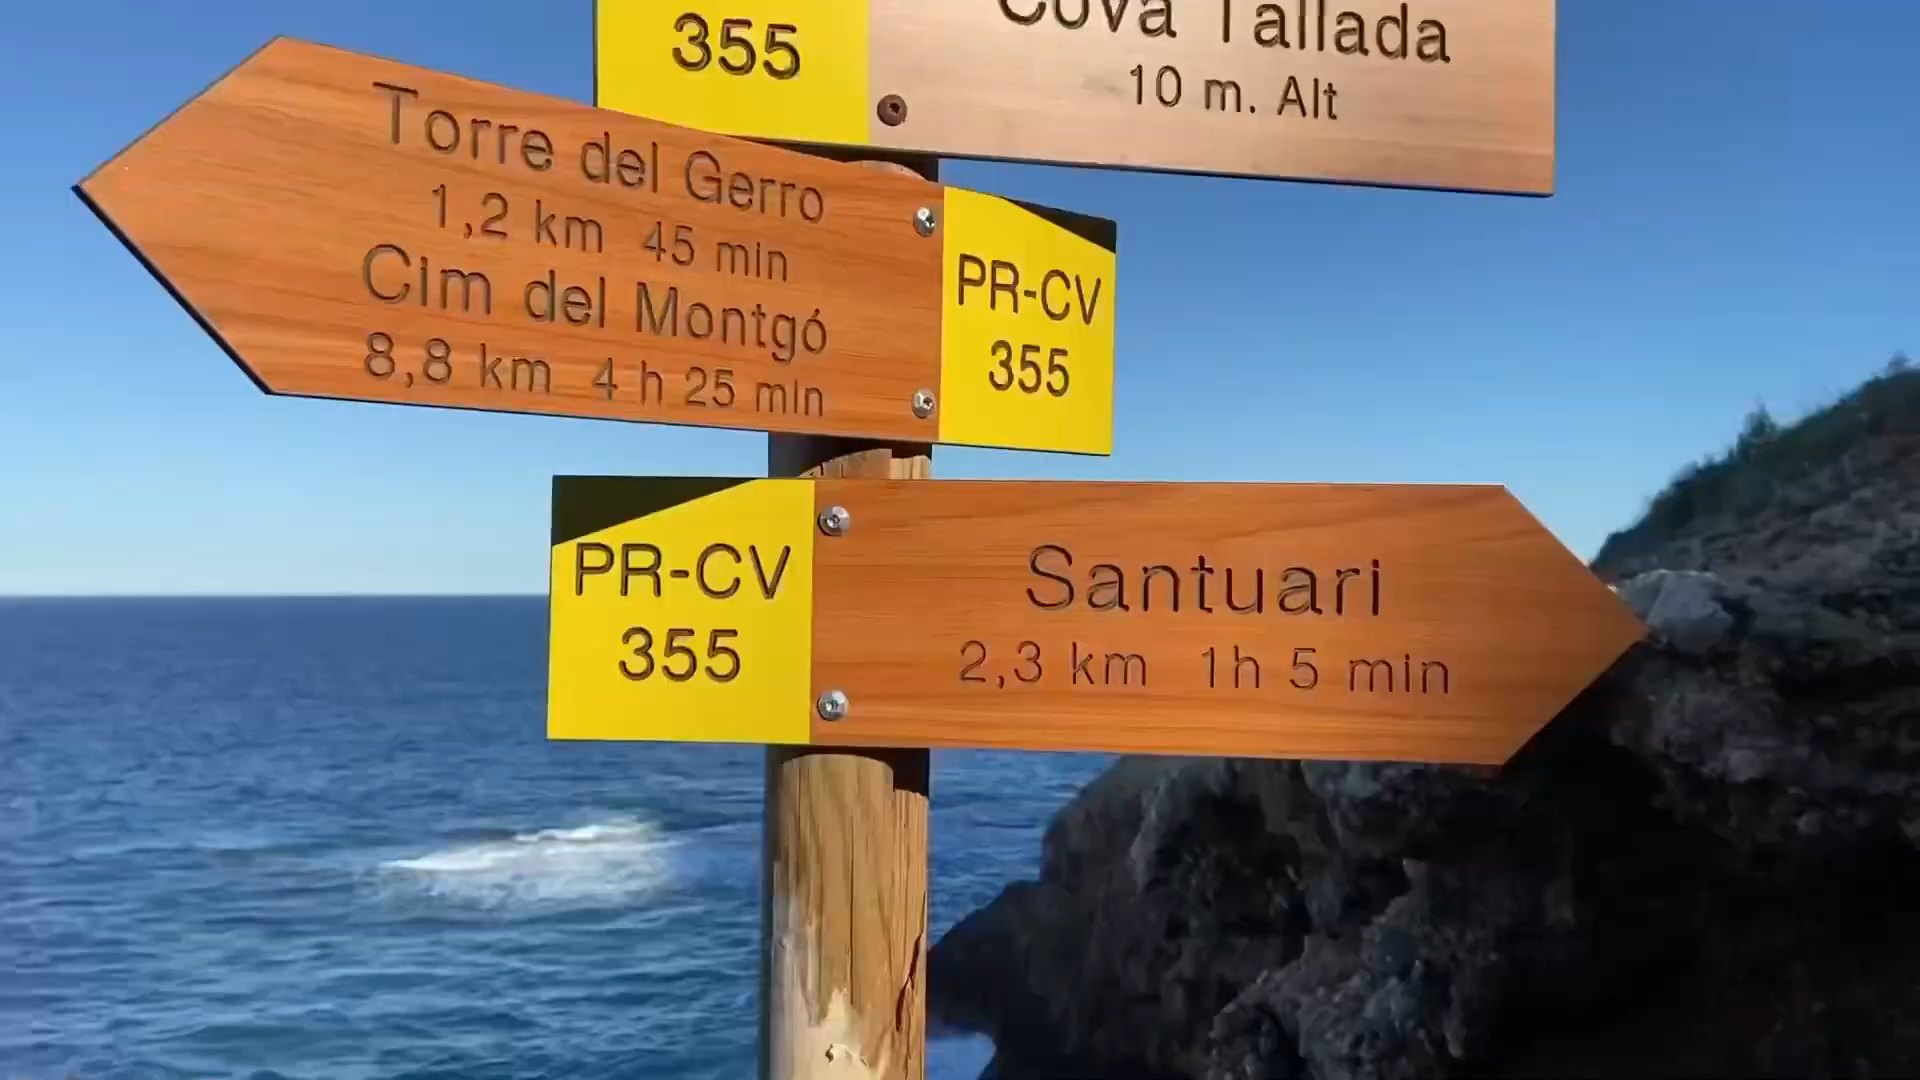 355
Cova Tallada
10 m. Alt
Torre del Gerro
1,2 km 45 min
Cim del Montgó
8,8 km 4 h 25 min
PR-CV
355
PR-CV
355
Santuari
2,3 km 1h 5 min